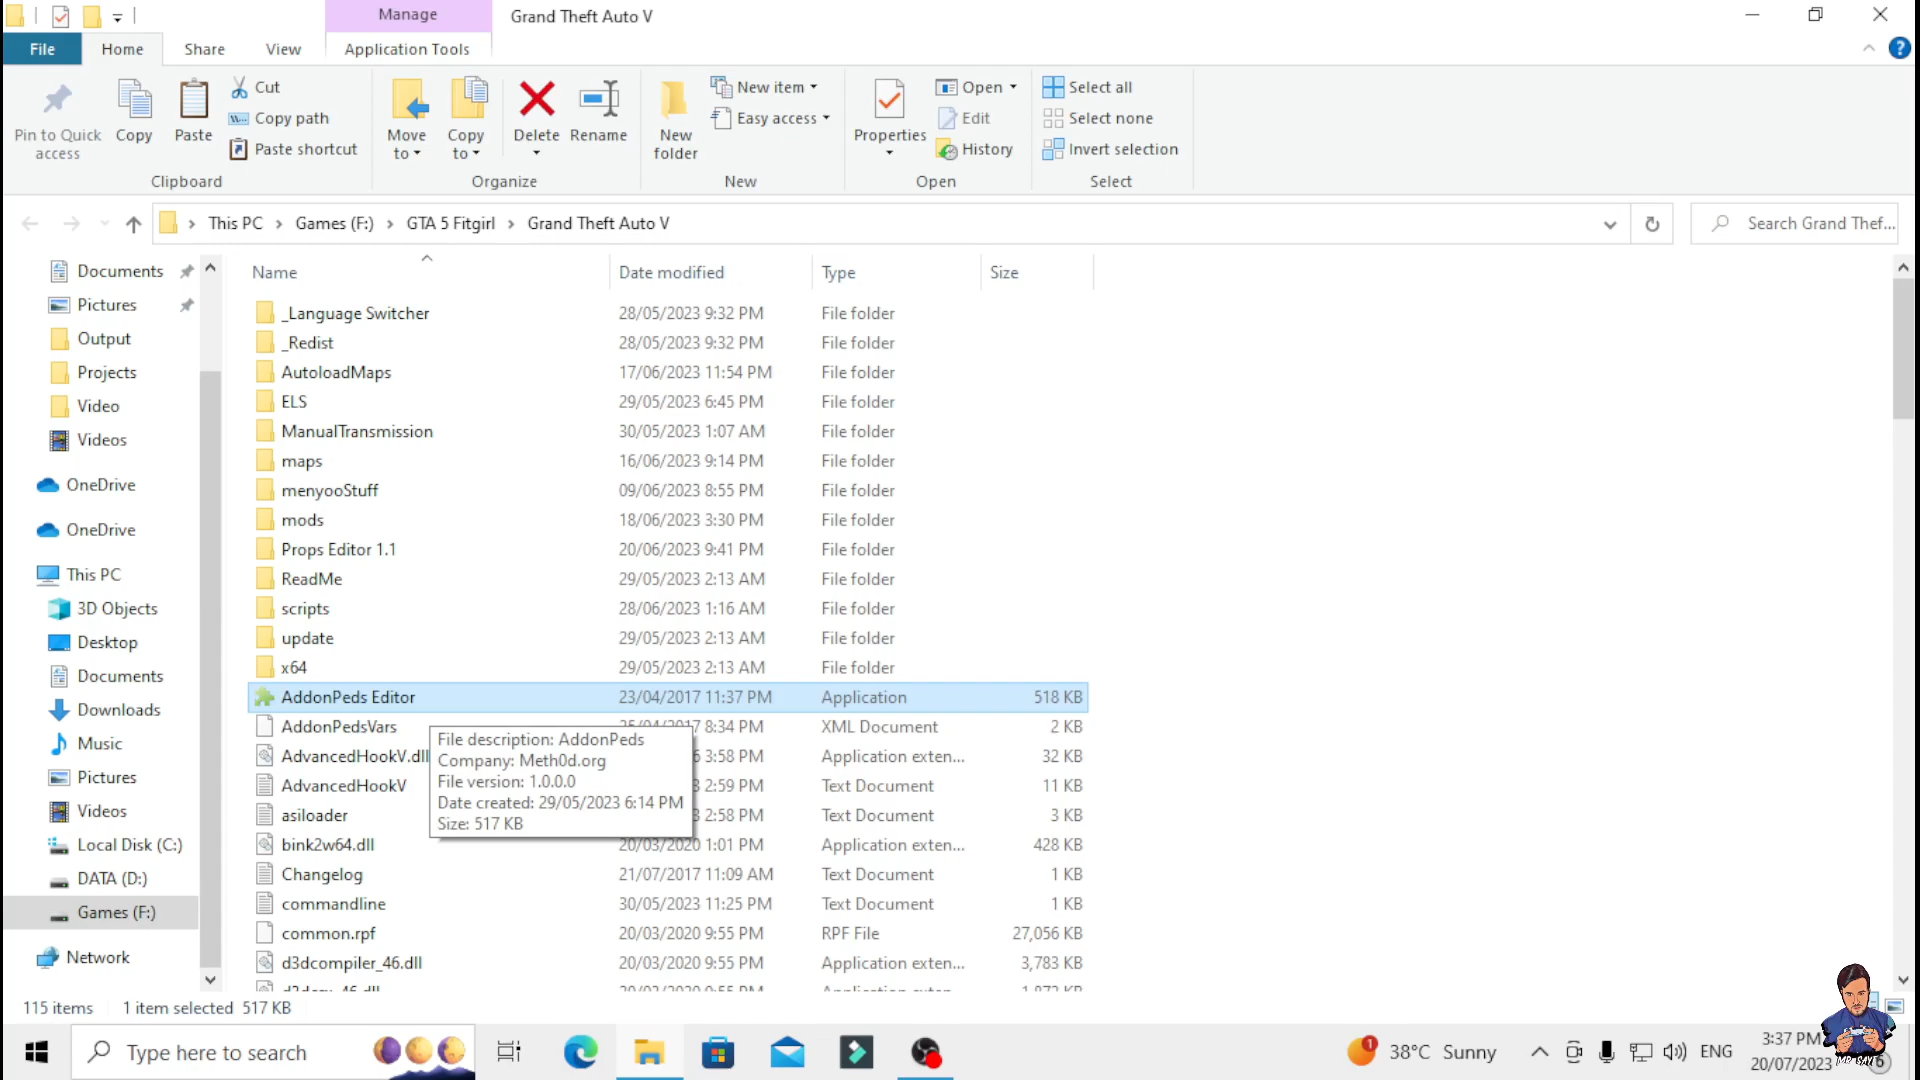 Manage
Grand Theft Auto V
File
Home
Share
View
Application Tools
Pin to Quick access
Copy
Paste
Cut
Copy path
Paste shortcut
Clipboard
Move to
Copy to
Delete
Rename
Organize
New folder
New item
Easy access
New
Properties
Open
Edit
History
Open
Select all
Select none
Invert selection
Select
This PC > Games (F:) > GTA 5 Fitgirl > Grand Theft Auto V
Search Grand Thef...
Documents
Pictures
Output
Projects
Video
Videos
OneDrive
OneDrive
This PC
3D Objects
Desktop
Documents
Downloads
Music
Pictures
Videos
Local Disk (C:)
DATA (D:)
Games (F:)
Network
Name Date modified Type Size
_Language Switcher 28/05/2023 9:32 PM File folder
_Redist 28/05/2023 9:32 PM File folder
AutoloadMaps 17/06/2023 11:54 PM File folder
ELS 29/05/2023 6:45 PM File folder
ManualTransmission 30/05/2023 1:07 AM File folder
maps 16/06/2023 9:14 PM File folder
menyooStuff 09/06/2023 8:55 PM File folder
mods 18/06/2023 3:30 PM File folder
Props Editor 1.1 20/06/2023 9:41 PM File folder
ReadMe 29/05/2023 2:13 AM File folder
scripts 28/06/2023 1:16 AM File folder
update 29/05/2023 2:13 AM File folder
x64 29/05/2023 2:13 AM File folder
AddonPeds Editor 23/04/2017 11:37 PM Application 518 KB
AddonPedsVars 8:34 PM XML Document 2 KB
AdvancedHookV.dll 3:58 PM Application exten... 32 KB
AdvancedHookV 2:59 PM Text Document 11 KB
asiloader 2:58 PM Text Document 3 KB
bink2w64.dll 20/03/2020 1:01 PM Application exten... 428 KB
Changelog 21/07/2017 11:09 AM Text Document 1 KB
commandline 30/05/2023 11:25 PM Text Document 1 KB
common.rpf 20/03/2020 9:55 PM RPF File 27,056 KB
d3dcompiler_46.dll 20/03/2020 9:55 PM Application exten... 3,783 KB
File description: AddonPeds
Company: Meth0d.org
File version: 1.0.0.0
Date created: 29/05/2023 6:14 PM
Size: 517 KB
115 items 1 item selected 517 KB
Type here to search
1
38°C Sunny
ENG
3:37 PM
20/07/2023
6